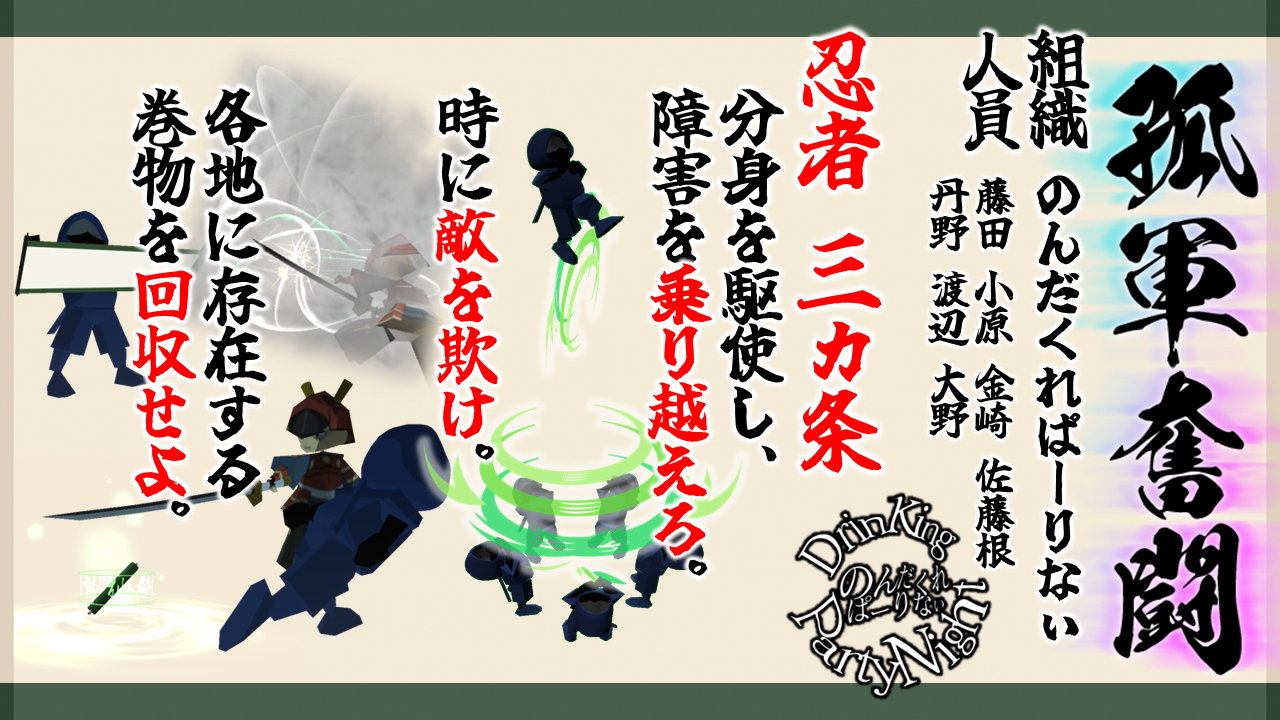 孤軍奮闘
組織 のんだくれぱーりない
人員 藤田 小原 金崎 佐藤根
丹野 渡辺 大野
忍者 三カ条
分身を駆使し、
障害を乗り越えろ。
時に敵を欺け。
各地に存在する
巻物を回収せよ。
DrinKing
のんだくれ
ぱーりない
PartyNight